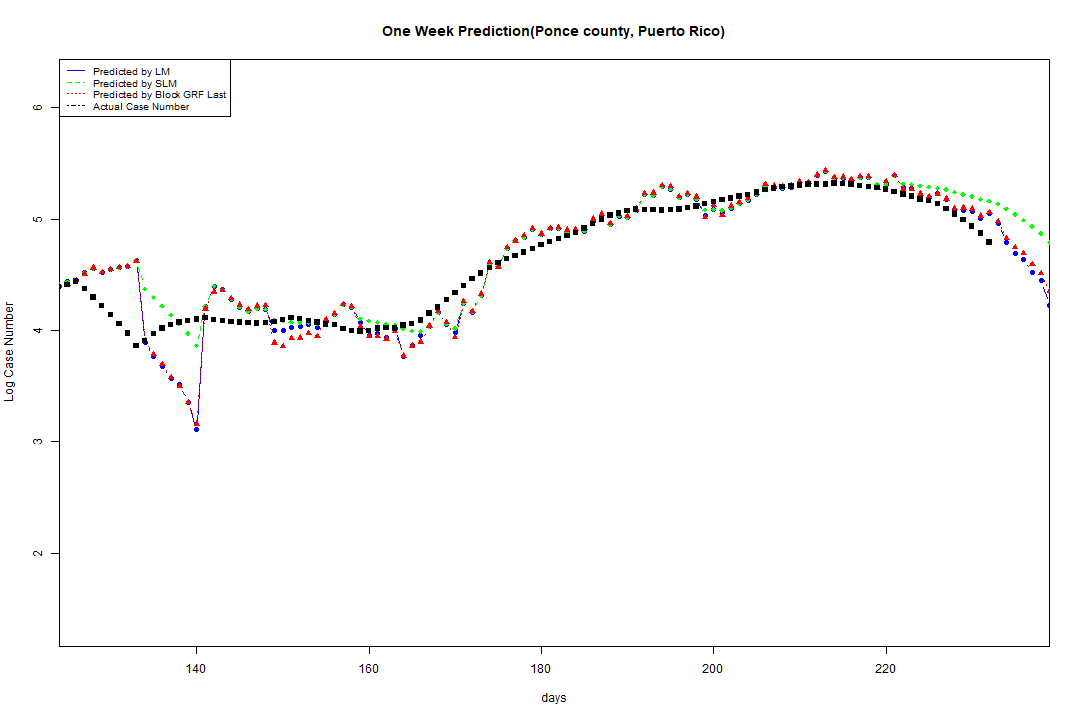 One Week Prediction(Ponce county, Puerto Rico)
Predicted by LM
Predicted by SLM
Predicted by Block GRF Last
Actual Case Number
6
5
4
3
2
Log Case Number
140 160 180 200 220
days